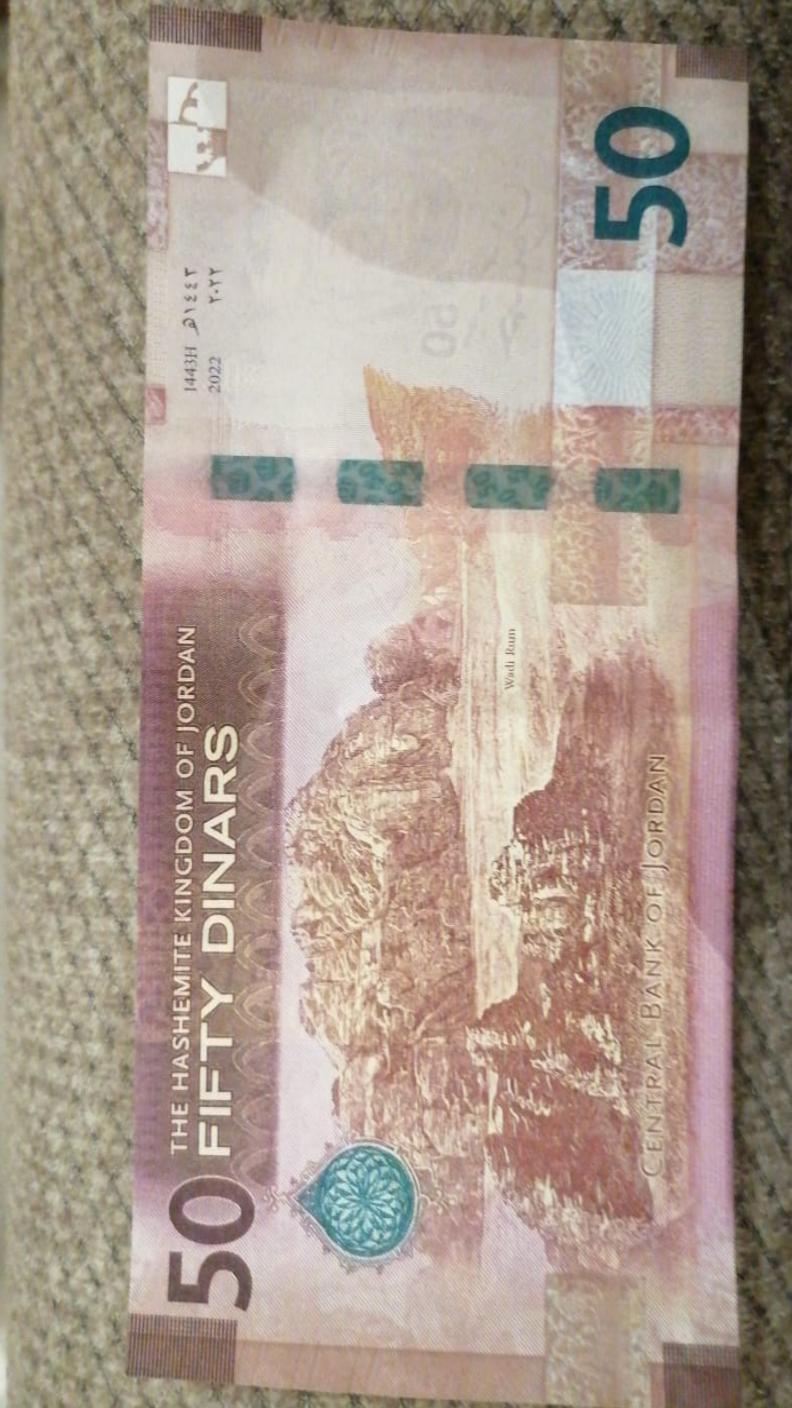 THE HASHEMITE KINGDOM OF JORDAN
50 FIFTY DINARS
1443H ١٤٤٣هـ
2022 ٢٠٢٢
Wadi Rum
CENTRAL BANK OF JORDAN
50